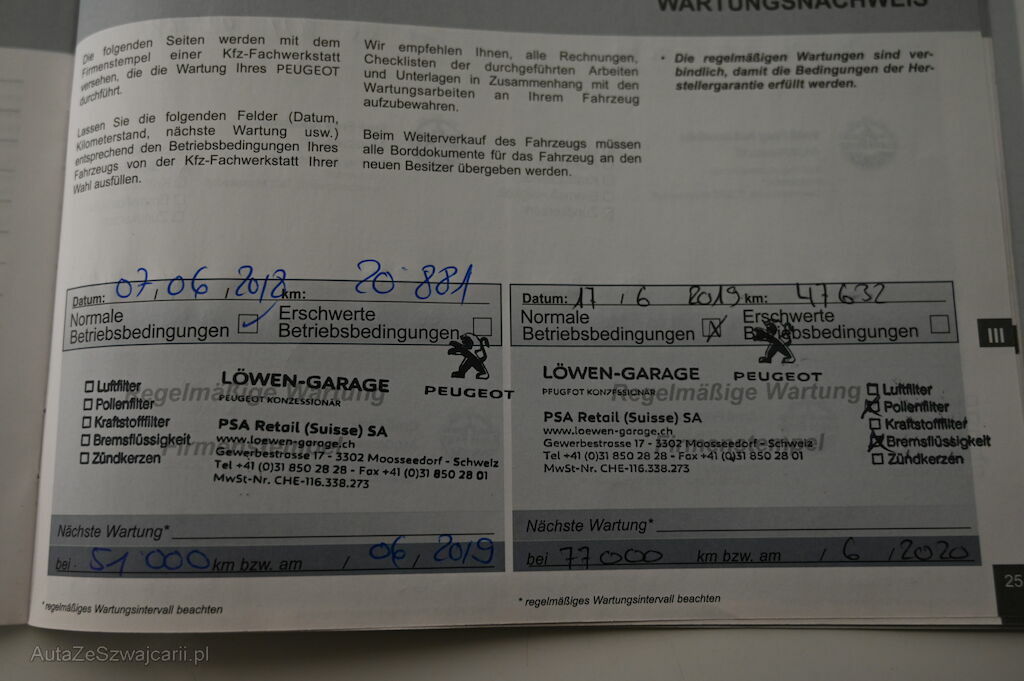 WARTUNGSNACHWEIS
Die folgenden Seiten werden mit dem
Firmenstempel einer Kfz-Fachwerkstatt
versehen, die die Wartung Ihres PEUGEOT
durchführt.
Lassen Sie die folgenden Felder (Datum,
Kilometerstand, nächste Wartung usw.)
entsprechend den Betriebsbedingungen Ihres
Fahrzeugs von der Kfz-Fachwerkstatt Ihrer
Wahl ausfüllen.
Wir empfehlen Ihnen, alle Rechnungen,
Checklisten der durchgeführten Arbeiten
und Unterlagen in Zusammenhang mit den
Wartungsarbeiten an Ihrem Fahrzeug
aufzubewahren.
Beim Weiterverkauf des Fahrzeugs müssen
alle Borddokumente für das Fahrzeug an den
neuen Besitzer übergeben werden.
• Die regelmäßigen Wartungen sind ver-
bindlich, damit die Bedingungen der Her-
stellergarantie erfüllt werden.
Datum: 07 / 06 / 2018 km: 20 881
Normale
Betriebsbedingungen
Erschwerte
Betriebsbedingungen
Luftfilter
Pollenfilter
Kraftstofffilter
Bremsflüssigkeit
Zündkerzen
Regelmäßige Wartung
Firmenstempel
LÖWEN-GARAGE
PEUGEOT KONZESSIONÄR
PEUGEOT
PSA Retail (Suisse) SA
www.loewen-garage.ch
Gewerbestrasse 17 - 3302 Moosseedorf - Schweiz
Tel +41 (0)31 850 28 28 - Fax +41 (0)31 850 28 01
MwSt-Nr. CHE-116.338.273
Nächste Wartung*
bei 51 000 km bzw. am / 06 / 2019
* regelmäßiges Wartungsintervall beachten
Datum: 17 / 6 2019 km: 47632
Normale
Betriebsbedingungen
Erschwerte
Betriebsbedingungen
LÖWEN-GARAGE
PEUGEOT KONZESSIONÄR
PEUGEOT
Regelmäßige Wartung
PSA Retail (Suisse) SA
www.loewen-garage.ch
Gewerbestrasse 17 - 3302 Moosseedorf - Schweiz
Tel +41 (0)31 850 28 28 - Fax +41 (0)31 850 28 01
MwSt-Nr. CHE-116.338.273
Luftfilter
Pollenfilter
Kraftstofffilter
Bremsflüssigkeit
Zündkerzen
Nächste Wartung*
bei 77000 km bzw. am / 6 / 2020
* regelmäßiges Wartungsintervall beachten
III
25
AutaZeSzwajcarii.pl